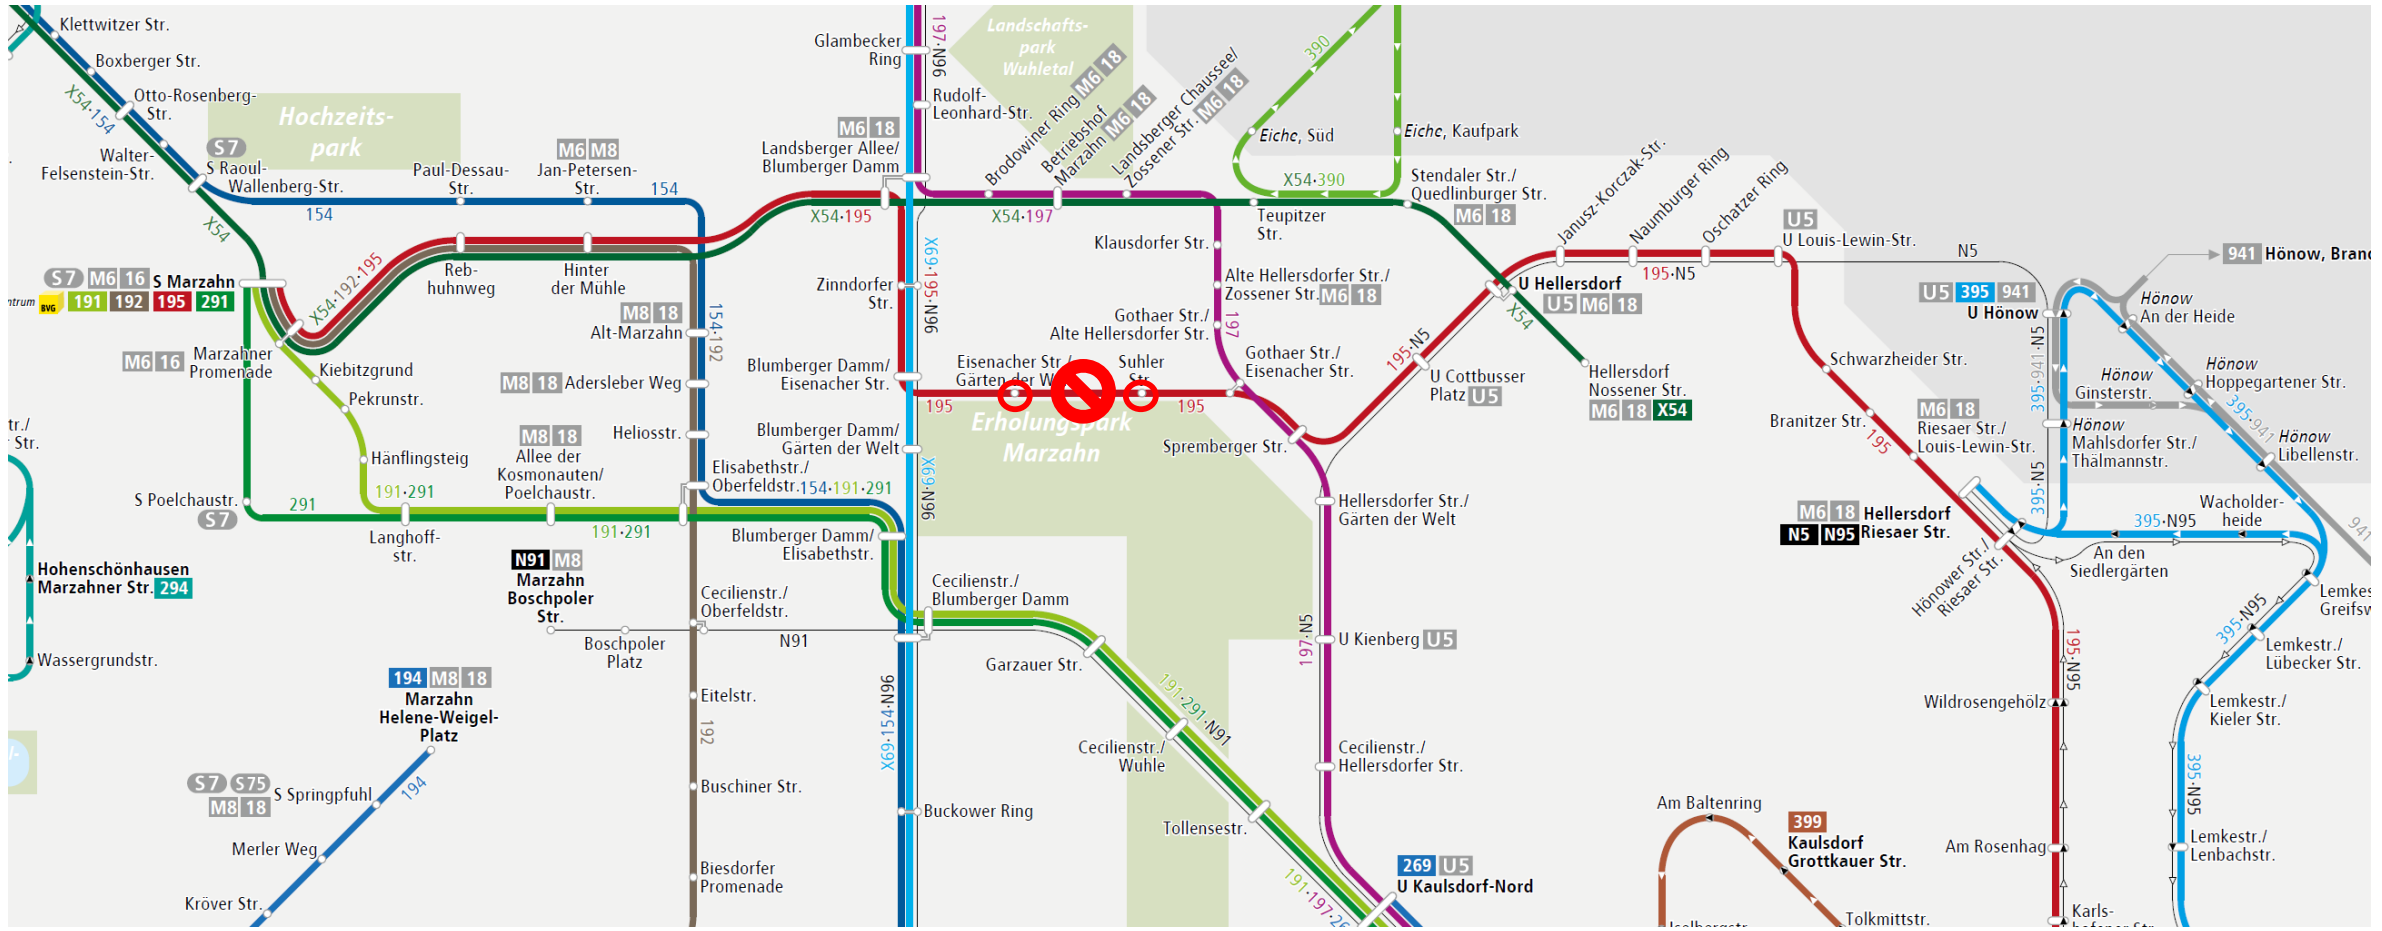 Klettwitzer Str.
Boxberger Str.
X54·154
Otto-Rosenberg-
Str.
Walter-
Felsenstein-Str.
Hochzeits-
park
S 7
S Raoul-
Wallenberg-Str.
154
154
X54
Paul-Dessau-
Str.
M6 M8
Jan-Petersen-
Str.
Glambecker
Ring
197·N96
Landschafts-
park
Wuhletal
Rudolf-
Leonhard-Str.
M6 18
Landsberger Allee/
Blumberger Damm
Brodowiner Ring M6 18
Betriebshof
Marzahn M6 18
Landsberger Chaussee/
Zossener Str. M6 18
390
Eiche, Süd
Eiche, Kaufpark
X54·390
X54·195
X54·197
Teupitzer
Str.
Stendaler Str./
Quedlinburger Str.
M6 18
Janusz-Korczak-Str.
Naumburger Ring
Oschatzer Ring
U5
U Louis-Lewin-Str.
N5
195·N5
941 Hönow, Bran
S 7 M6 16 S Marzahn
ntrum BVG 191 192 195 291
X54·192·195
Reb-
huhnweg
Hinter
der Mühle
M6 16 Marzahner
Promenade
Kiebitzgrund
Pekrunstr.
Hänflingsteig
M8 18
Alt-Marzahn
154·192
M8 18 Adersleber Weg
Heliosstr.
X69·195·N96
Zinndorfer
Str.
Klausdorfer Str.
Alte Hellersdorfer Str./
Zossener Str. M6 18
Gothaer Str./
Alte Hellersdorfer Str.
197
Blumberger Damm/
Eisenacher Str.
Eisenacher Str./
Gärten der W
Suhler
Str.
Gothaer Str./
Eisenacher Str.
195
195
Erholungspark
Marzahn
Spremberger Str.
195·N5
U Cottbusser
Platz U5
U Hellersdorf
U5 M6 18
X54
Hellersdorf
Nossener Str.
M6 18 X54
Schwarzheider Str.
Branitzer Str.
195
M6 18
Riesaer Str./
Louis-Lewin-Str.
U5 395 941
U Hönow
Hönow
An der Heide
Hönow
Hoppegartener Str.
Hönow
Ginsterstr.
395·941·N5
395·941
Hönow
Libellenstr.
Hönow
Mahlsdorfer Str./
Thälmannstr.
395·N5
941
tr./
Str.
S Poelchaustr.
S 7
291
191·291
Langhoff-
str.
M8 18
Allee der
Kosmonauten/
Poelchaustr.
191·291
Elisabethstr./
Oberfeldstr.
154·191·291
Blumberger Damm/
Gärten der Welt
X69·N96
Blumberger Damm/
Elisabethstr.
Hellersdorfer Str./
Gärten der Welt
M6 18 Hellersdorf
N5 N95 Riesaer Str.
Wacholder-
heide
395·N95
An den
Siedlergärten
Hönower Str./
Riesaer Str.
Hohenschönhausen
Marzahner Str. 294
Wassergrundstr.
N91 M8
Marzahn
Boschpoler
Str.
Boschpoler
Platz
Cecilienstr./
Oberfeldstr.
N91
Cecilienstr./
Blumberger Damm
Garzauer Str.
197·N5
U Kienberg U5
195·N95
395·N95
Lemkes
Greifsw
Lemkestr./
Lübecker Str.
Lemkestr./
Kieler Str.
Wildrosengehölz
194 M8 18
Marzahn
Helene-Weigel-
Platz
194
S 7 S75
M8 18
S Springpfuhl
Merler Weg
Kröver Str.
Eitelstr.
192
Buschiner Str.
Biesdorfer
Promenade
X69·154·N96
Buckower Ring
191·291·N91
Cecilienstr./
Wuhle
Tollensestr.
Cecilienstr./
Hellersdorfer Str.
269 U5
U Kaulsdorf-Nord
Am Baltenring
399
Kaulsdorf
Grottkauer Str.
Tolkmittstr.
Am Rosenhag
Karls-
395·N95
Lemkestr./
Lenbachstr.